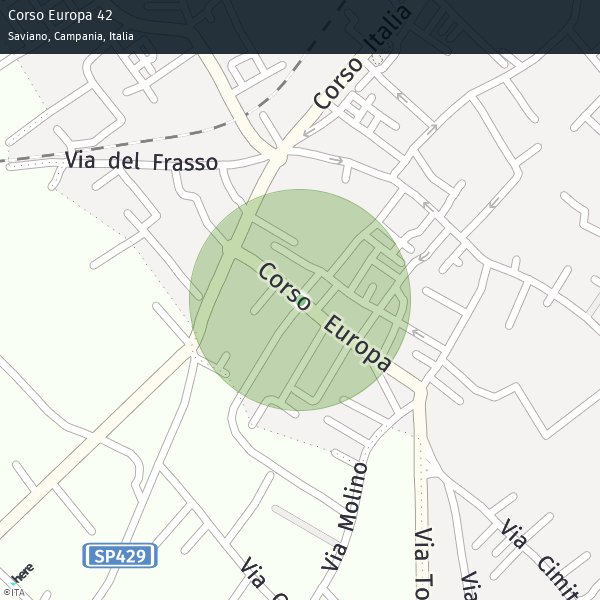 Corso Europa 42
Saviano, Campania, Italia
Corso Italia
Via del Frasso
Corso Europa
Via Molino
SP429
Via To
Via Cimit
Via
Via
here
©ITA